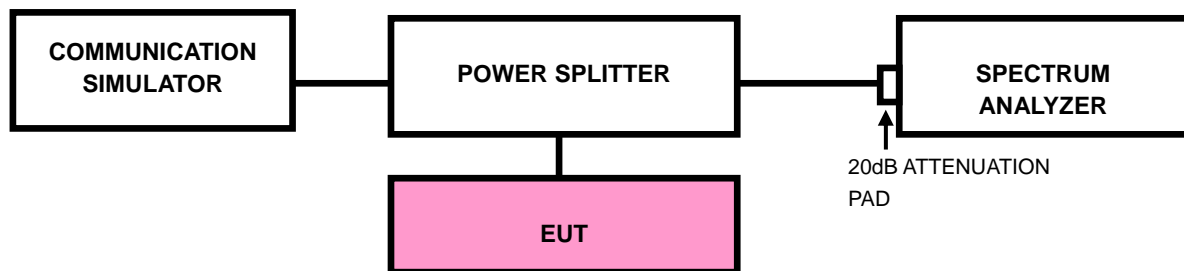 COMMUNICATION
SIMULATOR
POWER SPLITTER
SPECTRUM
ANALYZER
20dB ATTENUATION
PAD
EUT